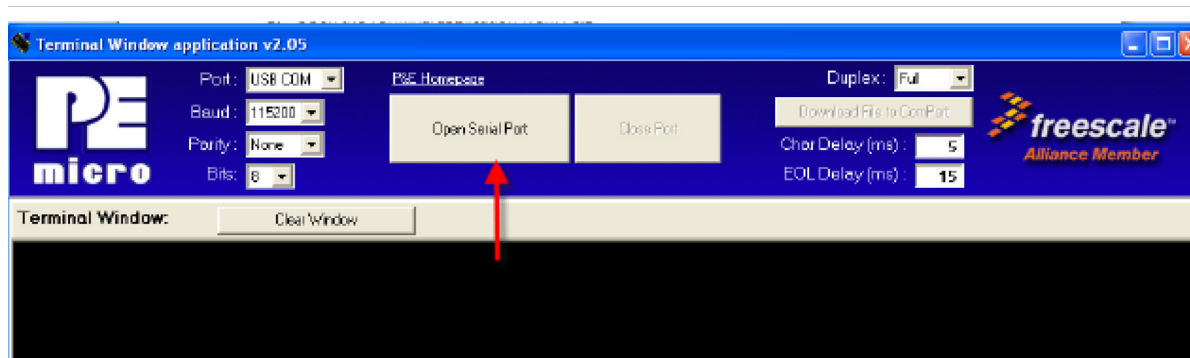 Terminal Window application v2.05
PE
micro
Port: USB COM
Baud: 115200
Parity: None
Bits: 8
P&E Homepage
Open Serial Port
Close Port
Duplex: Full
Download File to ComPort
Char Delay (ms): 5
EOL Delay (ms): 15
freescale™
Alliance Member
Terminal Window:
Clear Window